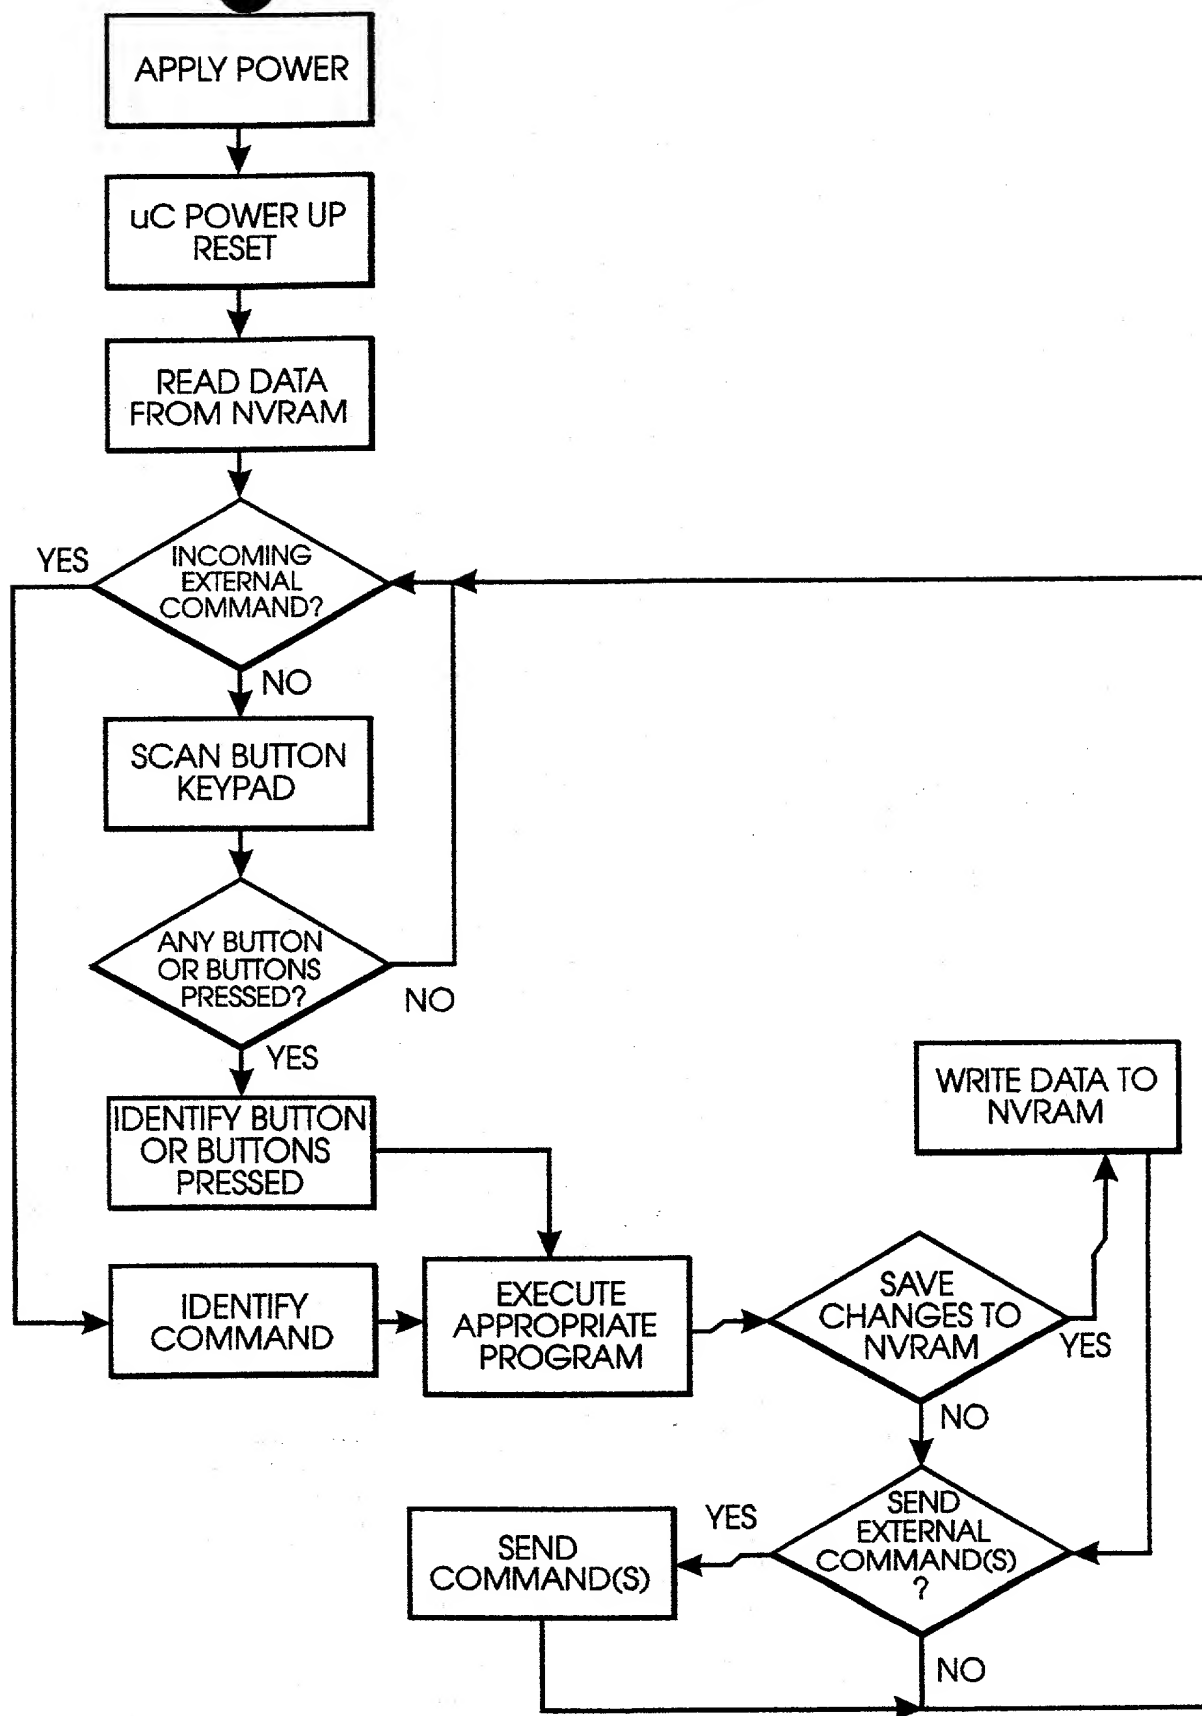 APPLY POWER
uC POWER UP
RESET
READ DATA
FROM NVRAM
YES
INCOMING
EXTERNAL
COMMAND?
NO
SCAN BUTTON
KEYPAD
ANY BUTTON
OR BUTTONS
PRESSED?
NO
YES
IDENTIFY BUTTON
OR BUTTONS
PRESSED
WRITE DATA TO
NVRAM
IDENTIFY
COMMAND
EXECUTE
APPROPRIATE
PROGRAM
SAVE
CHANGES TO
NVRAM
YES
NO
SEND
EXTERNAL
COMMAND(S)
?
YES
SEND
COMMAND(S)
NO